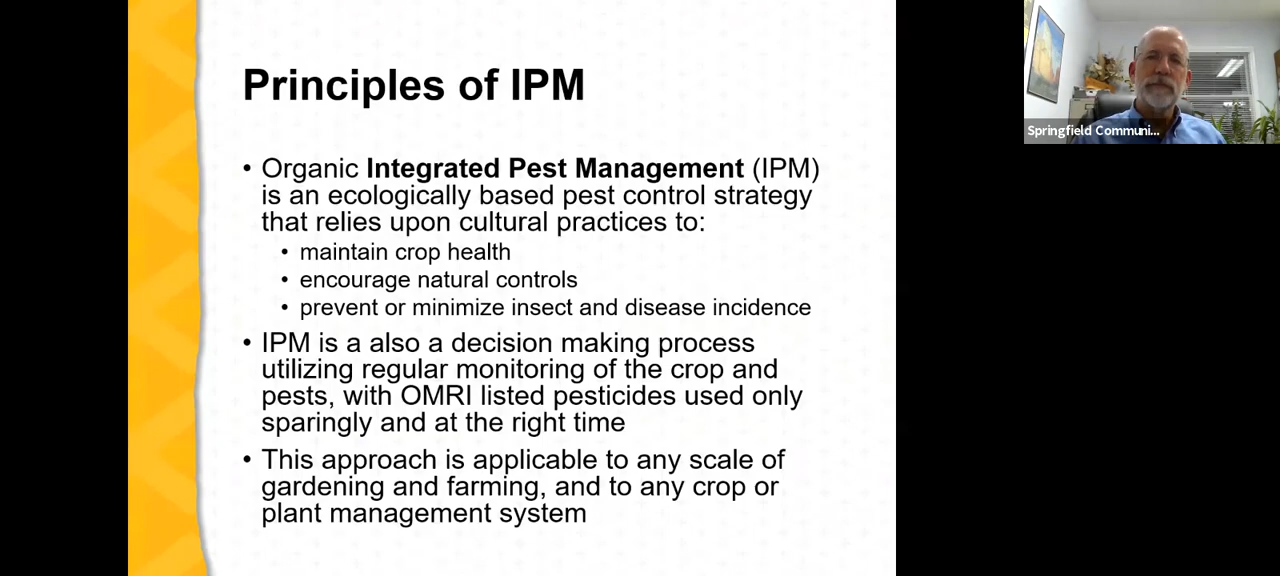 Principles of IPM
• Organic Integrated Pest Management (IPM)
is an ecologically based pest control strategy
that relies upon cultural practices to:
• maintain crop health
• encourage natural controls
• prevent or minimize insect and disease incidence
• IPM is a also a decision making process
utilizing regular monitoring of the crop and
pests, with OMRI listed pesticides used only
sparingly and at the right time
• This approach is applicable to any scale of
gardening and farming, and to any crop or
plant management system
Springfield Communi...